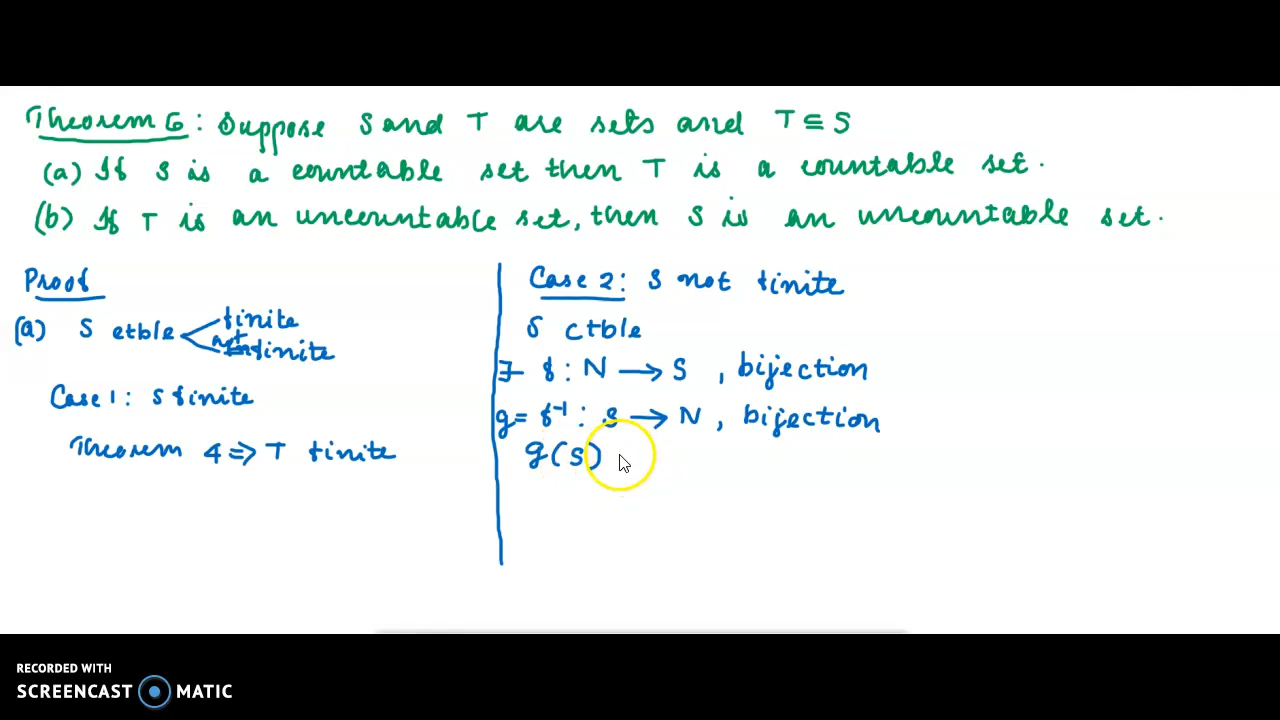 Theorem 6 : Suppose S and T are sets and T ⊆ S
(a) If S is a countable set then T is a countable set.
(b) If T is an uncountable set, then S is an uncountable set.
Proof
(a) S ctble
finite
not finite
Case 1 : S finite
Theorem 4 ⇒ T finite
Case 2 : S not finite
S ctble
∃ f : N → S , bijection
g = f⁻¹ : S → N , bijection
g(S)
RECORDED WITH
SCREENCAST MATIC